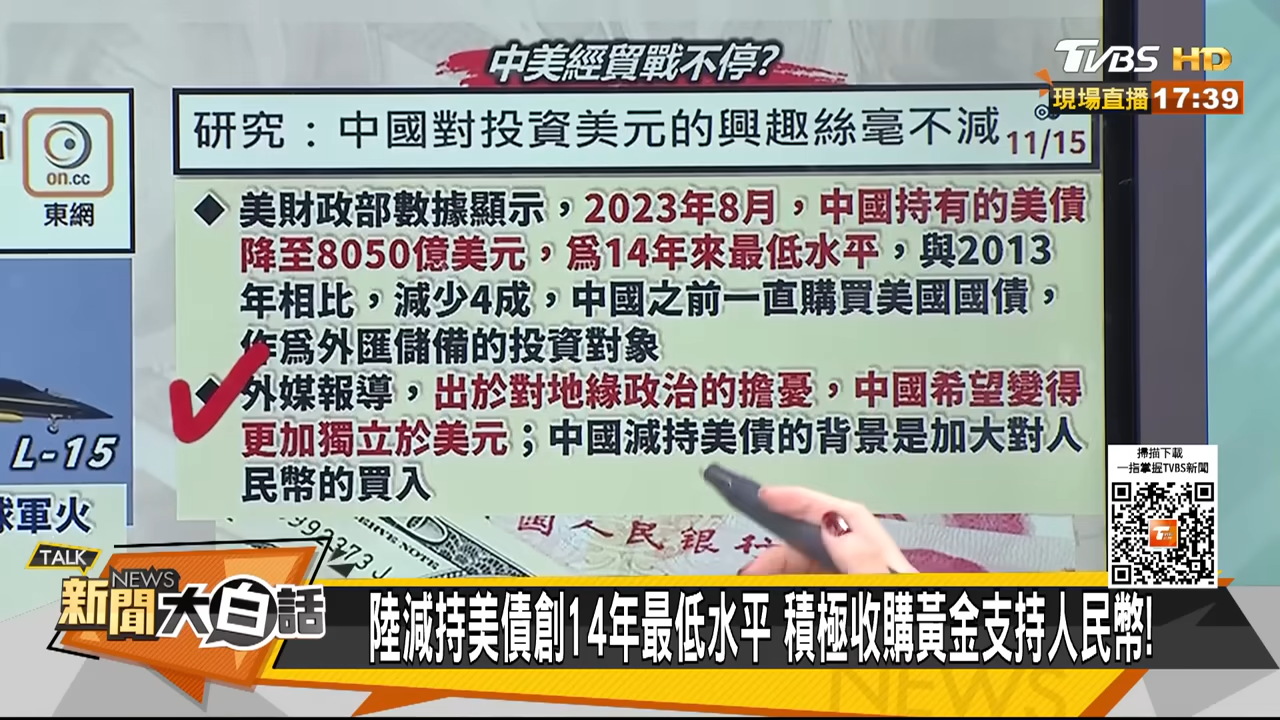 中美經貿戰不停?
TVBS HD
現場直播 17:39
研究：中國對投資美元的興趣絲毫不減
11/15
on.cc
東網
◆ 美財政部數據顯示，2023年8月，中國持有的美債
降至8050億美元，為14年來最低水平，與2013
年相比，減少4成，中國之前一直購買美國國債，
作為外匯儲備的投資對象
◆ 外媒報導，出於對地緣政治的擔憂，中國希望變得
更加獨立於美元；中國減持美債的背景是加大對人
民幣的買入
L-15
球軍火
國人民銀行
掃描下載
一指掌握TVBS新聞
TALK
NEWS
新聞大白話
陸減持美債創14年最低水平 積極收購黃金支持人民幣!
NEWS